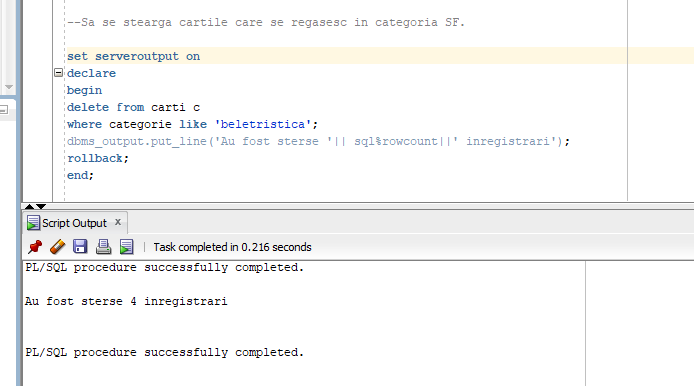 --Sa se stearga cartile care se regasesc in categoria SF.
set serveroutput on
declare
begin
delete from carti c
where categorie like 'beletristica';
dbms_output.put_line('Au fost sterse '|| sql%rowcount||' inregistrari');
rollback;
end;
Script Output x
Task completed in 0.216 seconds
PL/SQL procedure successfully completed.
Au fost sterse 4 inregistrari
PL/SQL procedure successfully completed.